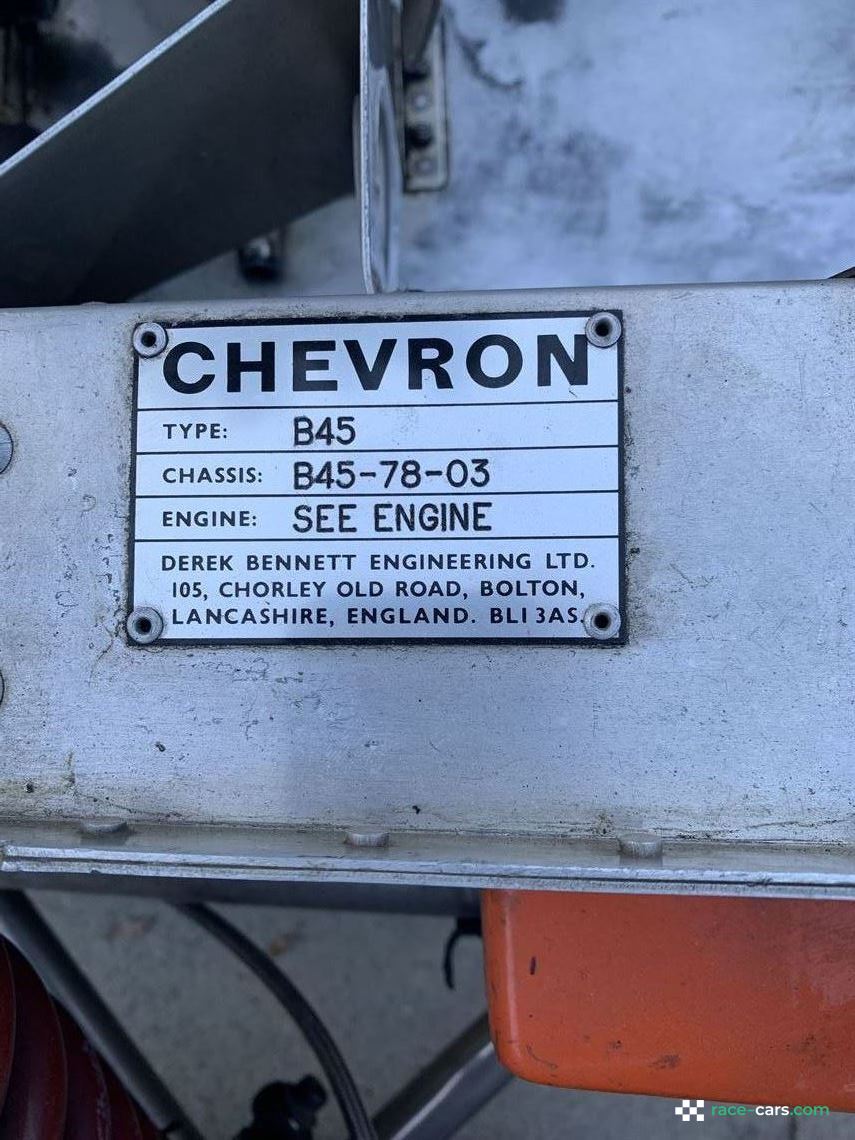 CHEVRON
TYPE: B45
CHASSIS: B45-78-03
ENGINE: SEE ENGINE
DEREK BENNETT ENGINEERING LTD.
105, CHORLEY OLD ROAD, BOLTON,
LANCASHIRE, ENGLAND. BL1 3AS.
race-cars.com